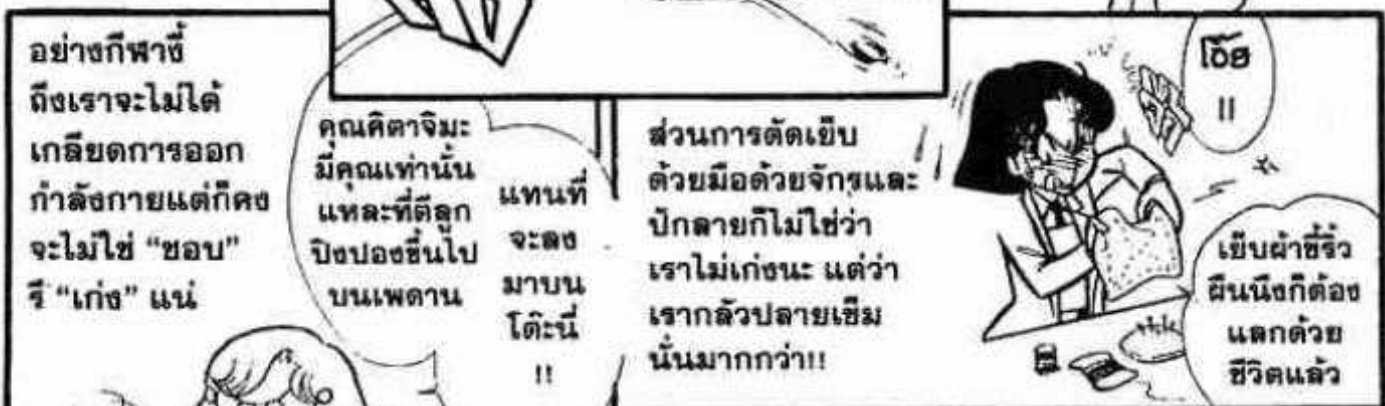 อย่างกีฬางี้
ถึงเราจะไม่ได้
เกลียดการออก
กำลังกายแต่ก็คง
จะไม่ใช่ “ชอบ”
รึ “เก่ง” แน่
คุณคิตาจิมะ
มีคุณเท่านั้น
แหละที่ตีลูก
ปิงปองขึ้นไป
บนเพดาน
แทนที่
จะลง
มาบน
โต๊ะนี่
!!
ส่วนการตัดเย็บ
ด้วยมือด้วยจักรและ
ปักลายก็ไม่ใช่ว่า
เราไม่เก่งนะ แต่ว่า
เรากลัวปลายเข็ม
นั่นมากกว่า!!
โอ๊ย
!!
เย็บผ้าขี้ริ้ว
ผืนนึงก็ต้อง
แลกด้วย
ชีวิตแล้ว